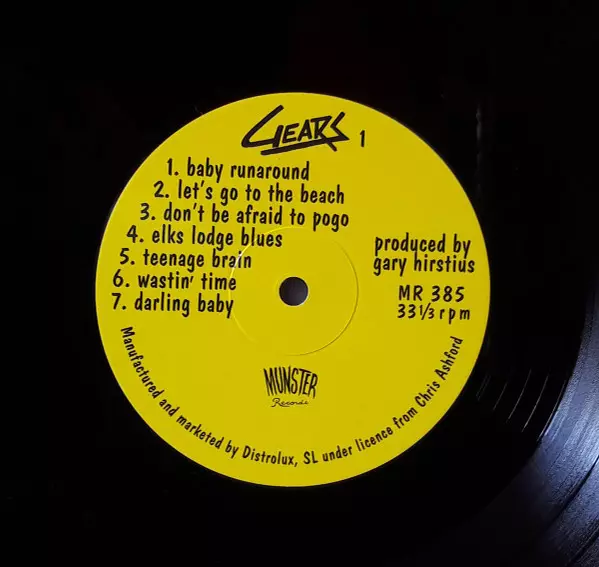 GEARS 1
1. baby runaround
2. let's go to the beach
3. don't be afraid to pogo
4. elks lodge blues
5. teenage brain
6. wastin' time
7. darling baby
produced by
gary hirstius
MR 385
33 1/3 rpm
MUNSTER
Records
Manufactured and marketed by Distrolux, SL under licence from Chris Ashford